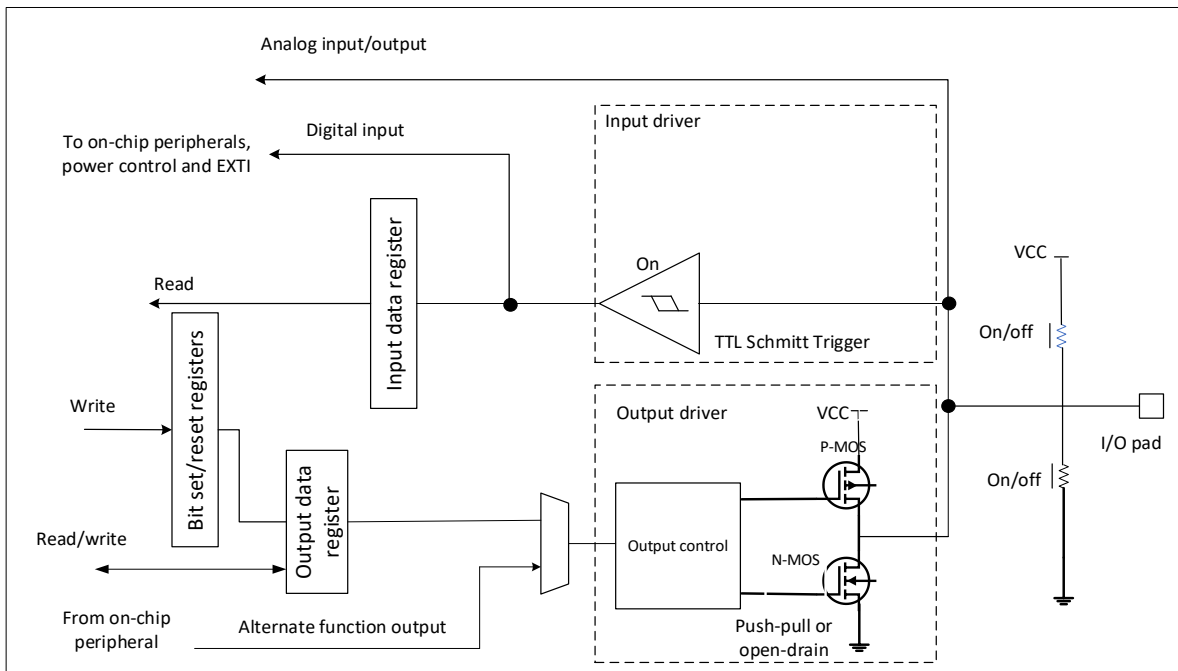 Analog input/output
Digital input
To on-chip peripherals,
power control and EXTI
Input driver
On
TTL Schmitt Trigger
Input data register
Read
VCC
On/off
Bit set/reset registers
Write
Output data
register
Read/write
Output driver
VCC
P-MOS
Output control
N-MOS
Push-pull or
open-drain
I/O pad
On/off
From on-chip
peripheral
Alternate function output